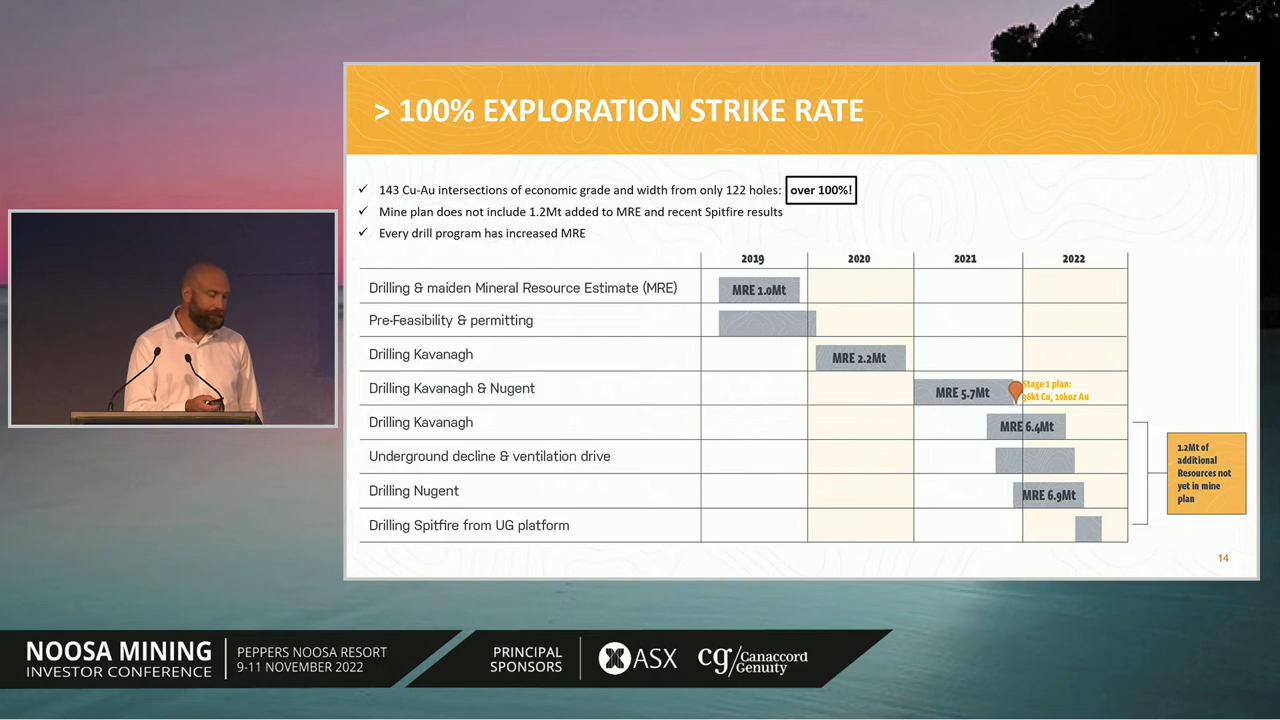 > 100% EXPLORATION STRIKE RATE
✓ 143 Cu-Au intersections of economic grade and width from only 122 holes: over 100%!
✓ Mine plan does not include 1.2Mt added to MRE and recent Spitfire results
✓ Every drill program has increased MRE
2019 2020 2021 2022
Drilling & maiden Mineral Resource Estimate (MRE) MRE 1.0Mt
Pre-Feasibility & permitting
Drilling Kavanagh MRE 2.2Mt
Drilling Kavanagh & Nugent MRE 5.7Mt
Stage 1 plan:
36kt Cu, 10koz Au
Drilling Kavanagh MRE 6.4Mt
Underground decline & ventilation drive
Drilling Nugent MRE 6.9Mt
Drilling Spitfire from UG platform
1.2Mt of
additional
Resources not
yet in mine
plan
14
NOOSA MINING
INVESTOR CONFERENCE
PEPPERS NOOSA RESORT
9-11 NOVEMBER 2022
PRINCIPAL
SPONSORS
ASX
cg/Canaccord
Genuity